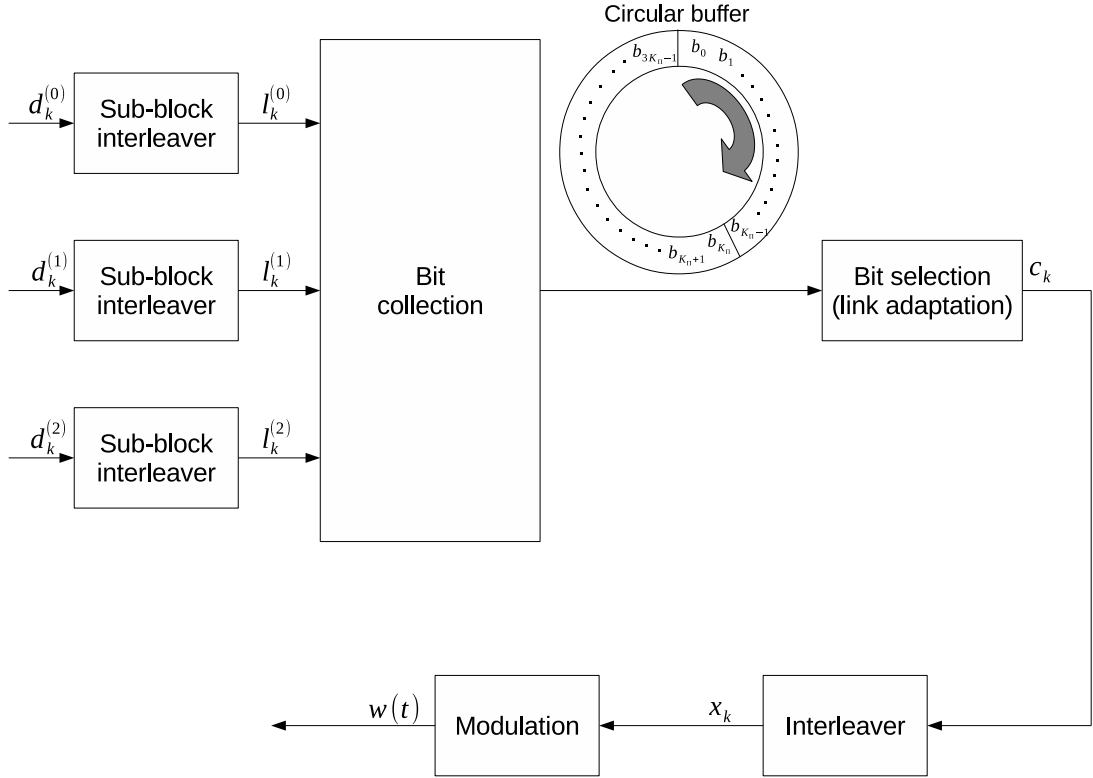 Circular buffer
b_{3K_Π−1} b_0 b_1
b_{K_Π−1}
b_{K_Π}
b_{K_Π+1}
d_k^{(0)} Sub-block interleaver l_k^{(0)}
d_k^{(1)} Sub-block interleaver l_k^{(1)}
d_k^{(2)} Sub-block interleaver l_k^{(2)}
Bit
collection
Bit selection
(link adaptation)
c_k
Interleaver
x_k
Modulation
w(t)